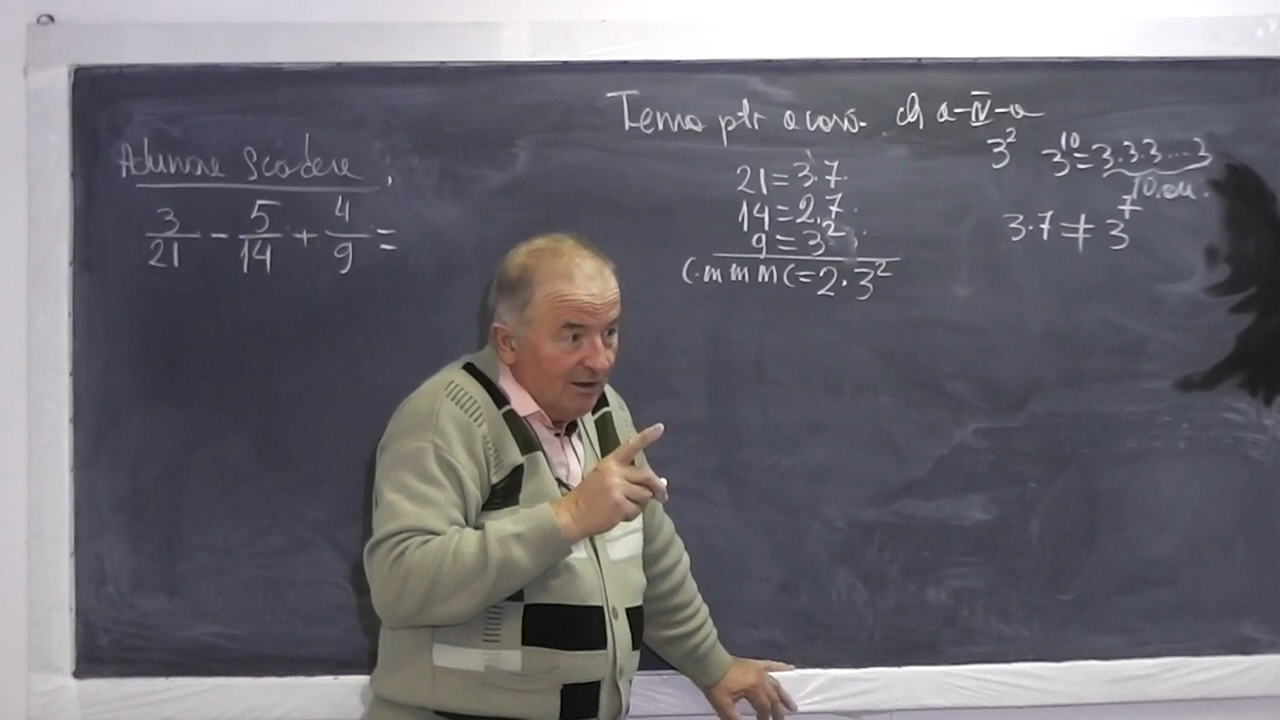 Tema ptr acasă. cls a-IV-a
Adunare Scădere;
3/21 - 5/14 + 4/9 =
21=3.7.
14=2.7.
9=3²
C.m m m C=2·3²
3²
3¹⁰=3.3.3...3
10.ori.
3·7≠3⁷